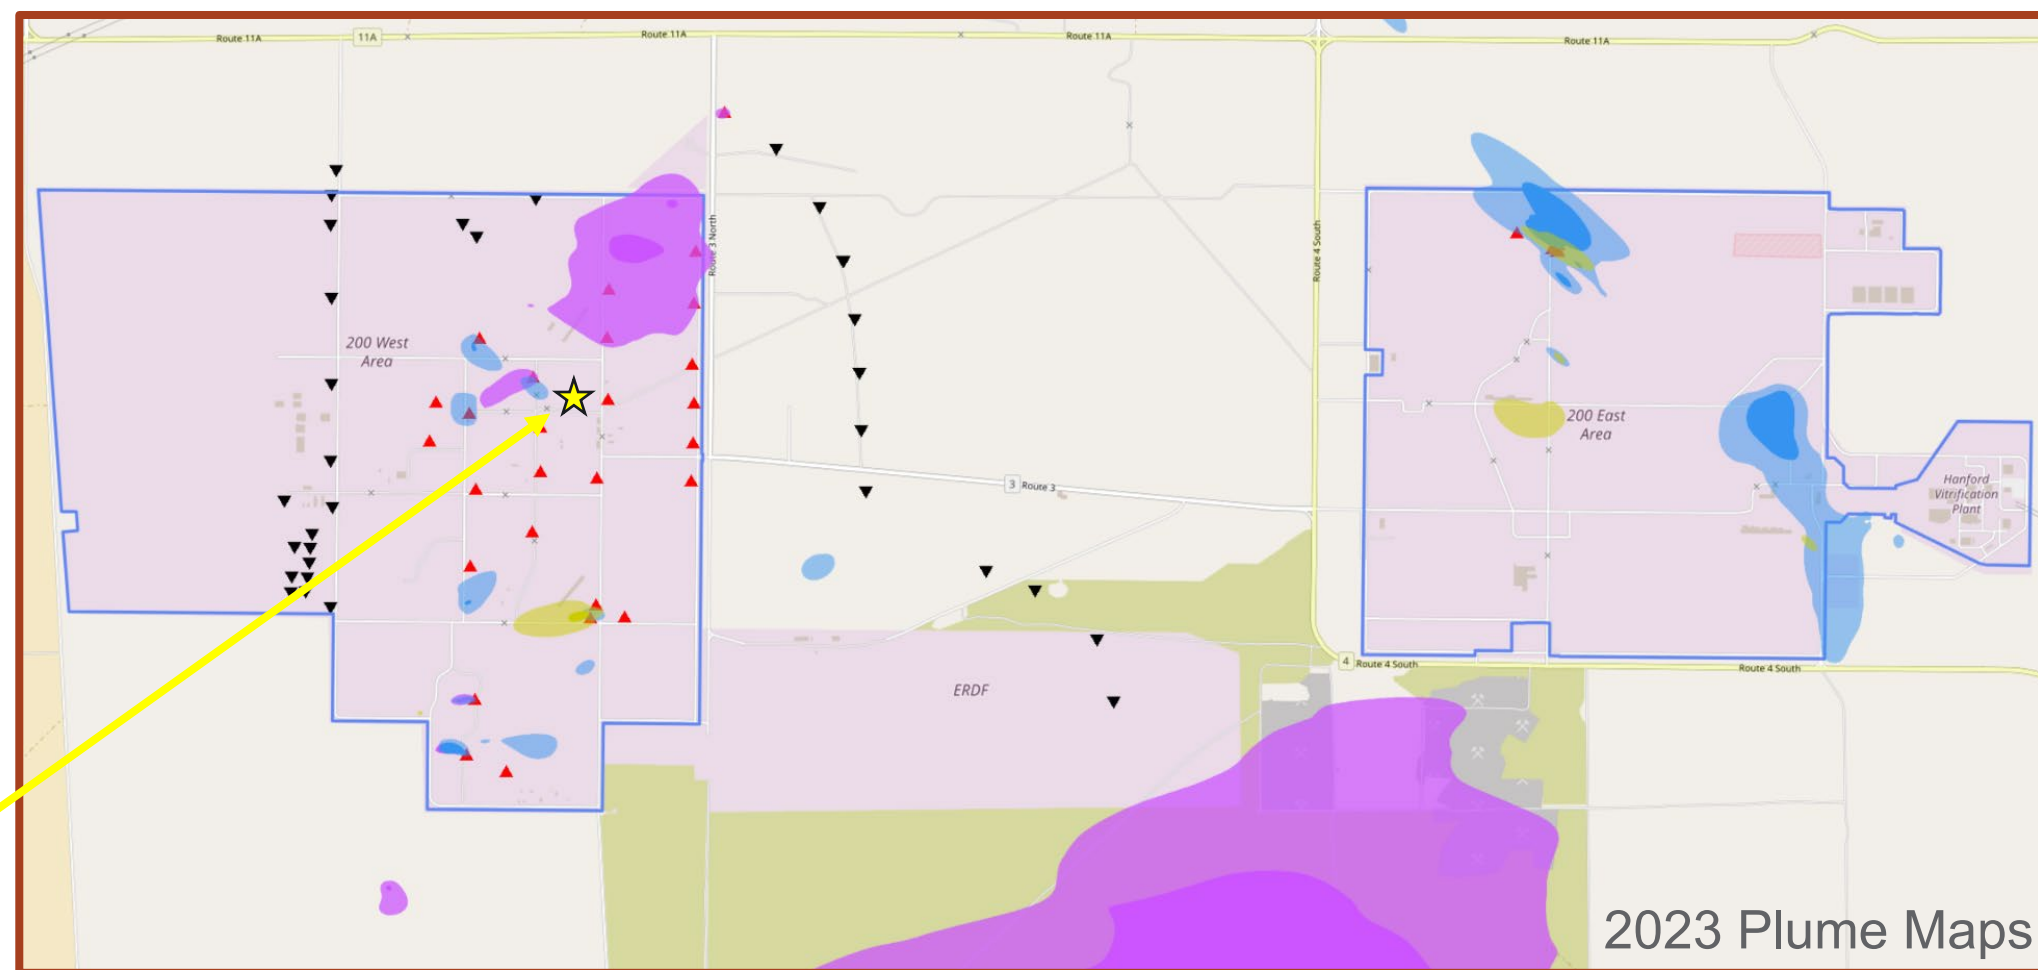 Route 11A
11A
Route 11A
Route 11A
Route 11A
Route 3 North
Route 4 South
200 West
Area
200 East
Area
3 Route 3
Hanford
Vitrification
Plant
ERDF
4 Route 4 South
Route 4 South
2023 Plume Maps